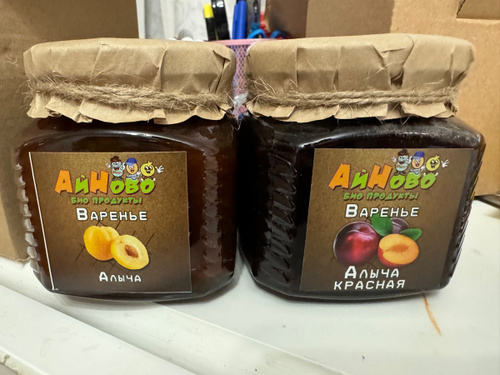 АйНово
БИО ПРОДУКТЫ
ВАРЕНЬЕ
АЛЫЧА
АйНово
БИО ПРОДУКТЫ
ВАРЕНЬЕ
АЛЫЧА
КРАСНАЯ